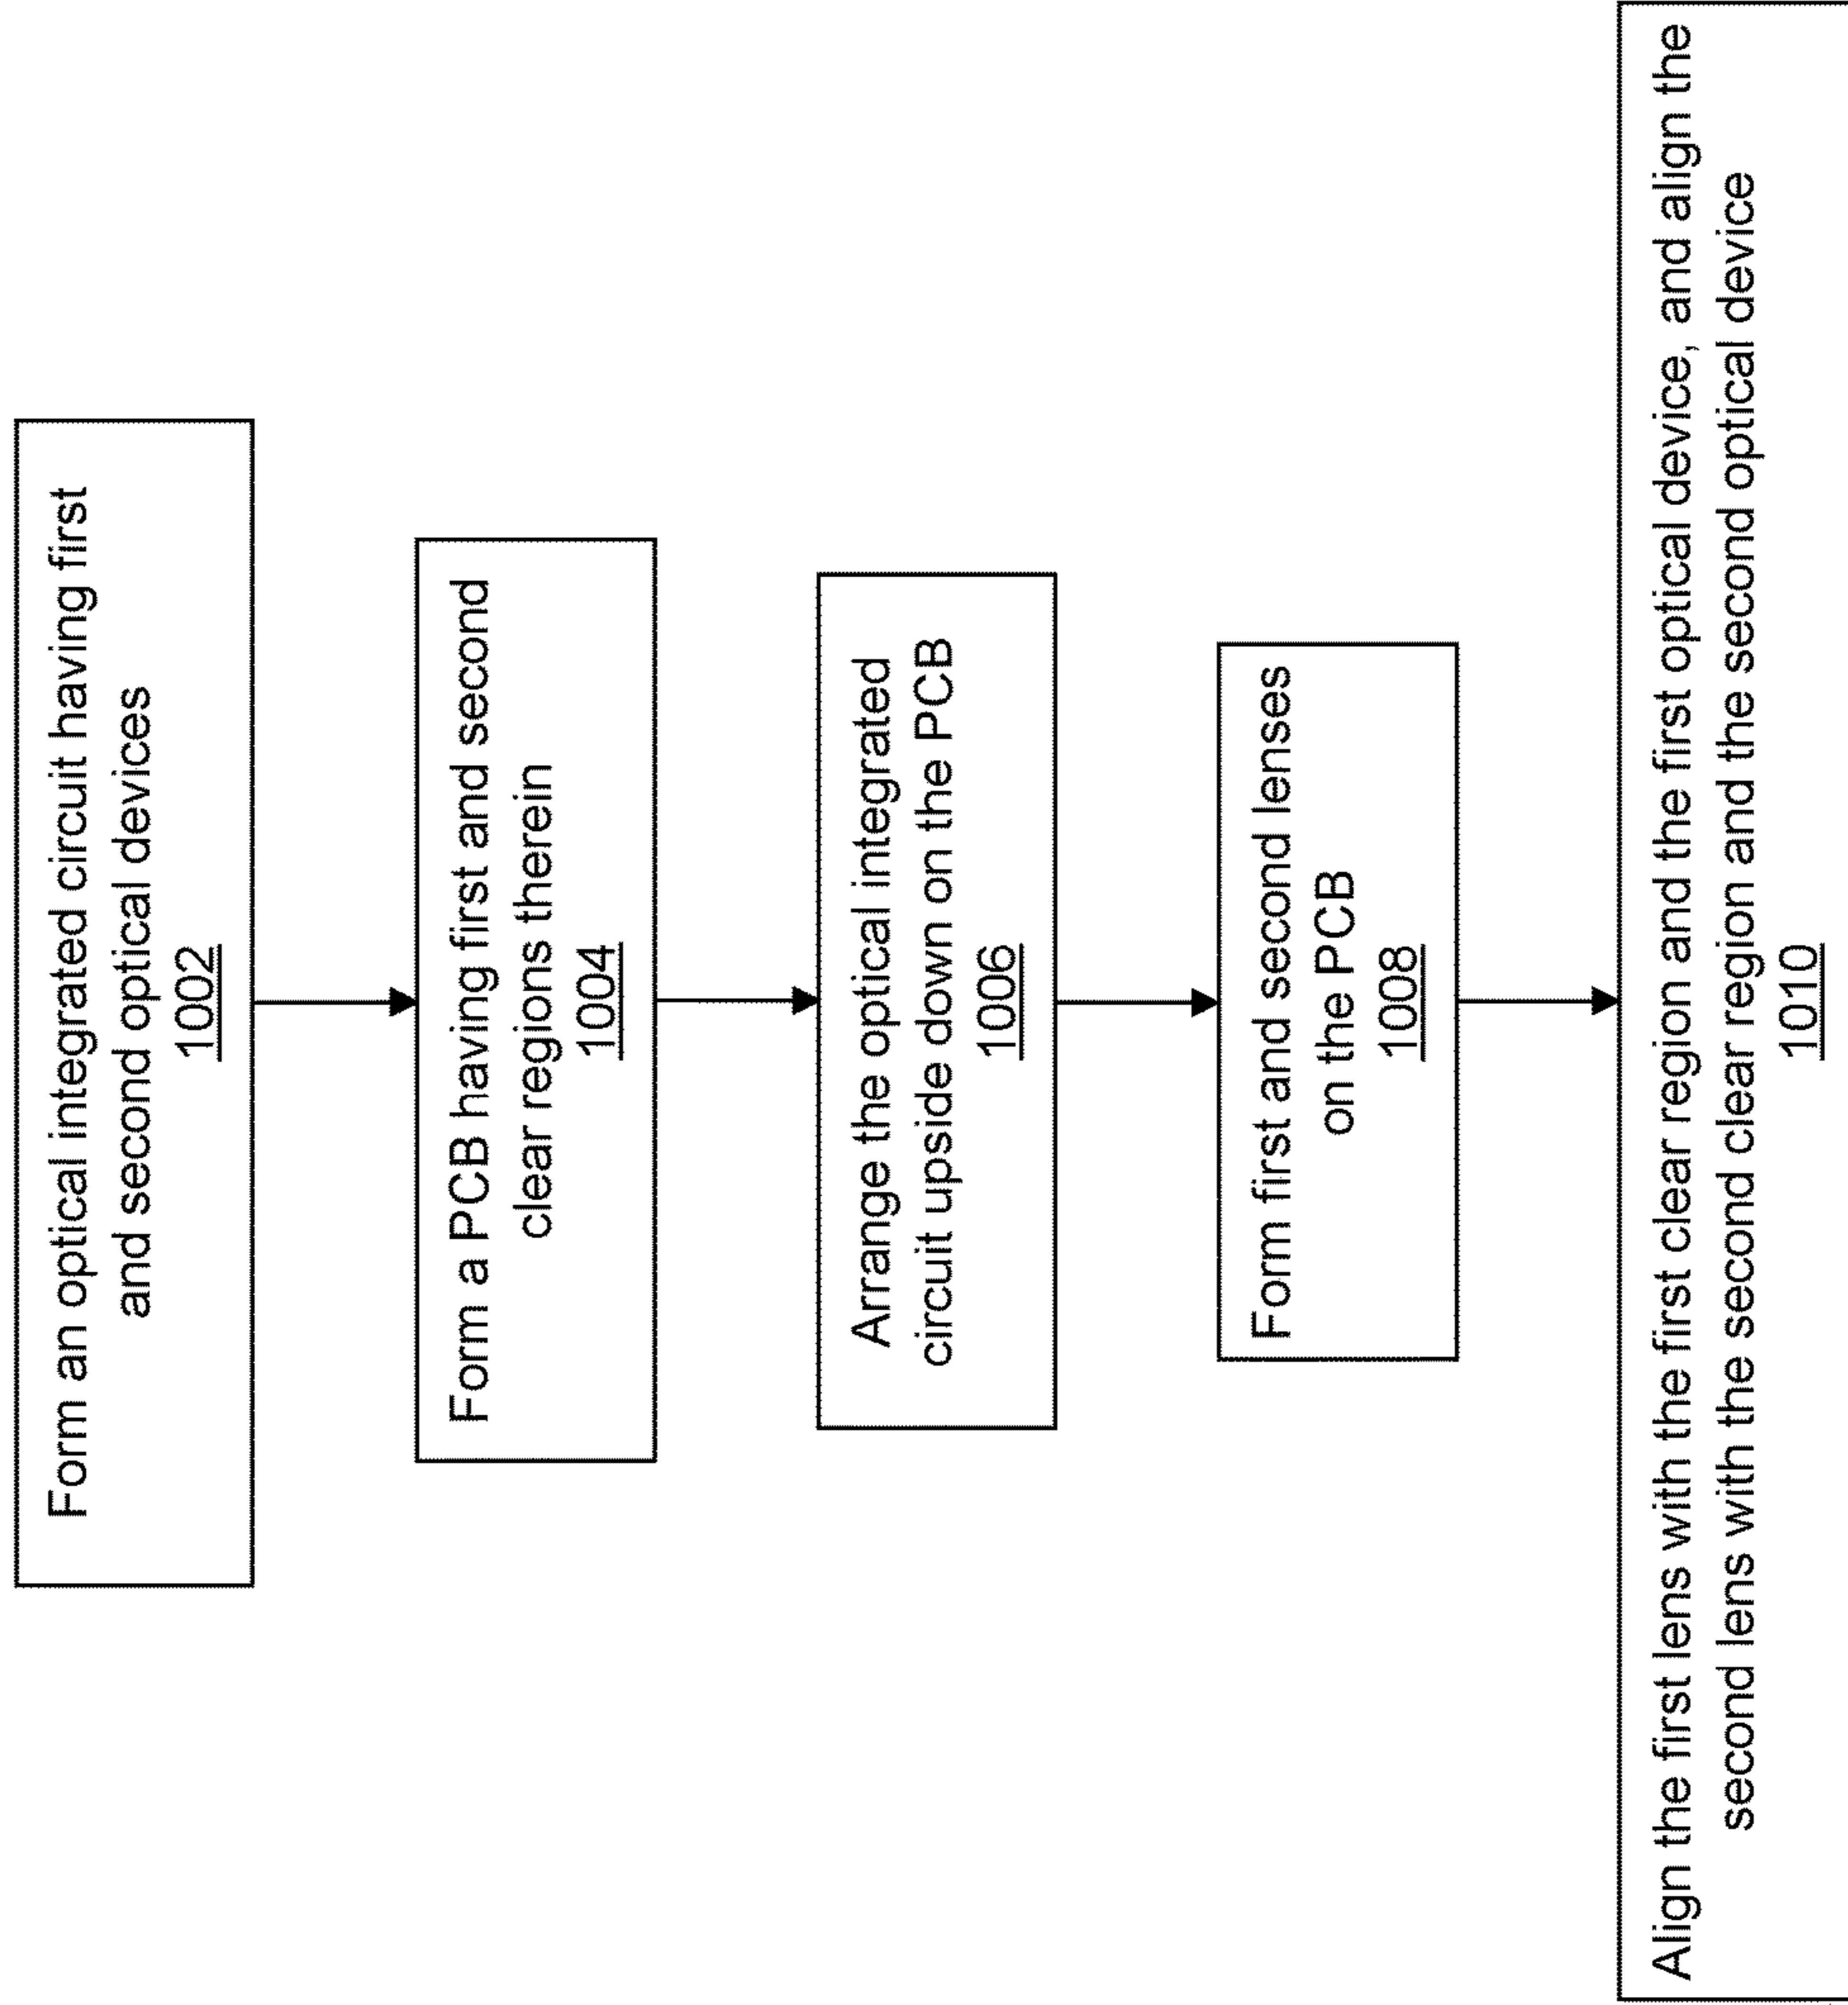 Form an optical integrated circuit having first
and second optical devices
1002
Form a PCB having first and second
clear regions therein
1004
Arrange the optical integrated
circuit upside down on the PCB
1006
Form first and second lenses
on the PCB
1008
Align the first lens with the first clear region and the first optical device, and align the
second lens with the second clear region and the second optical device
1010